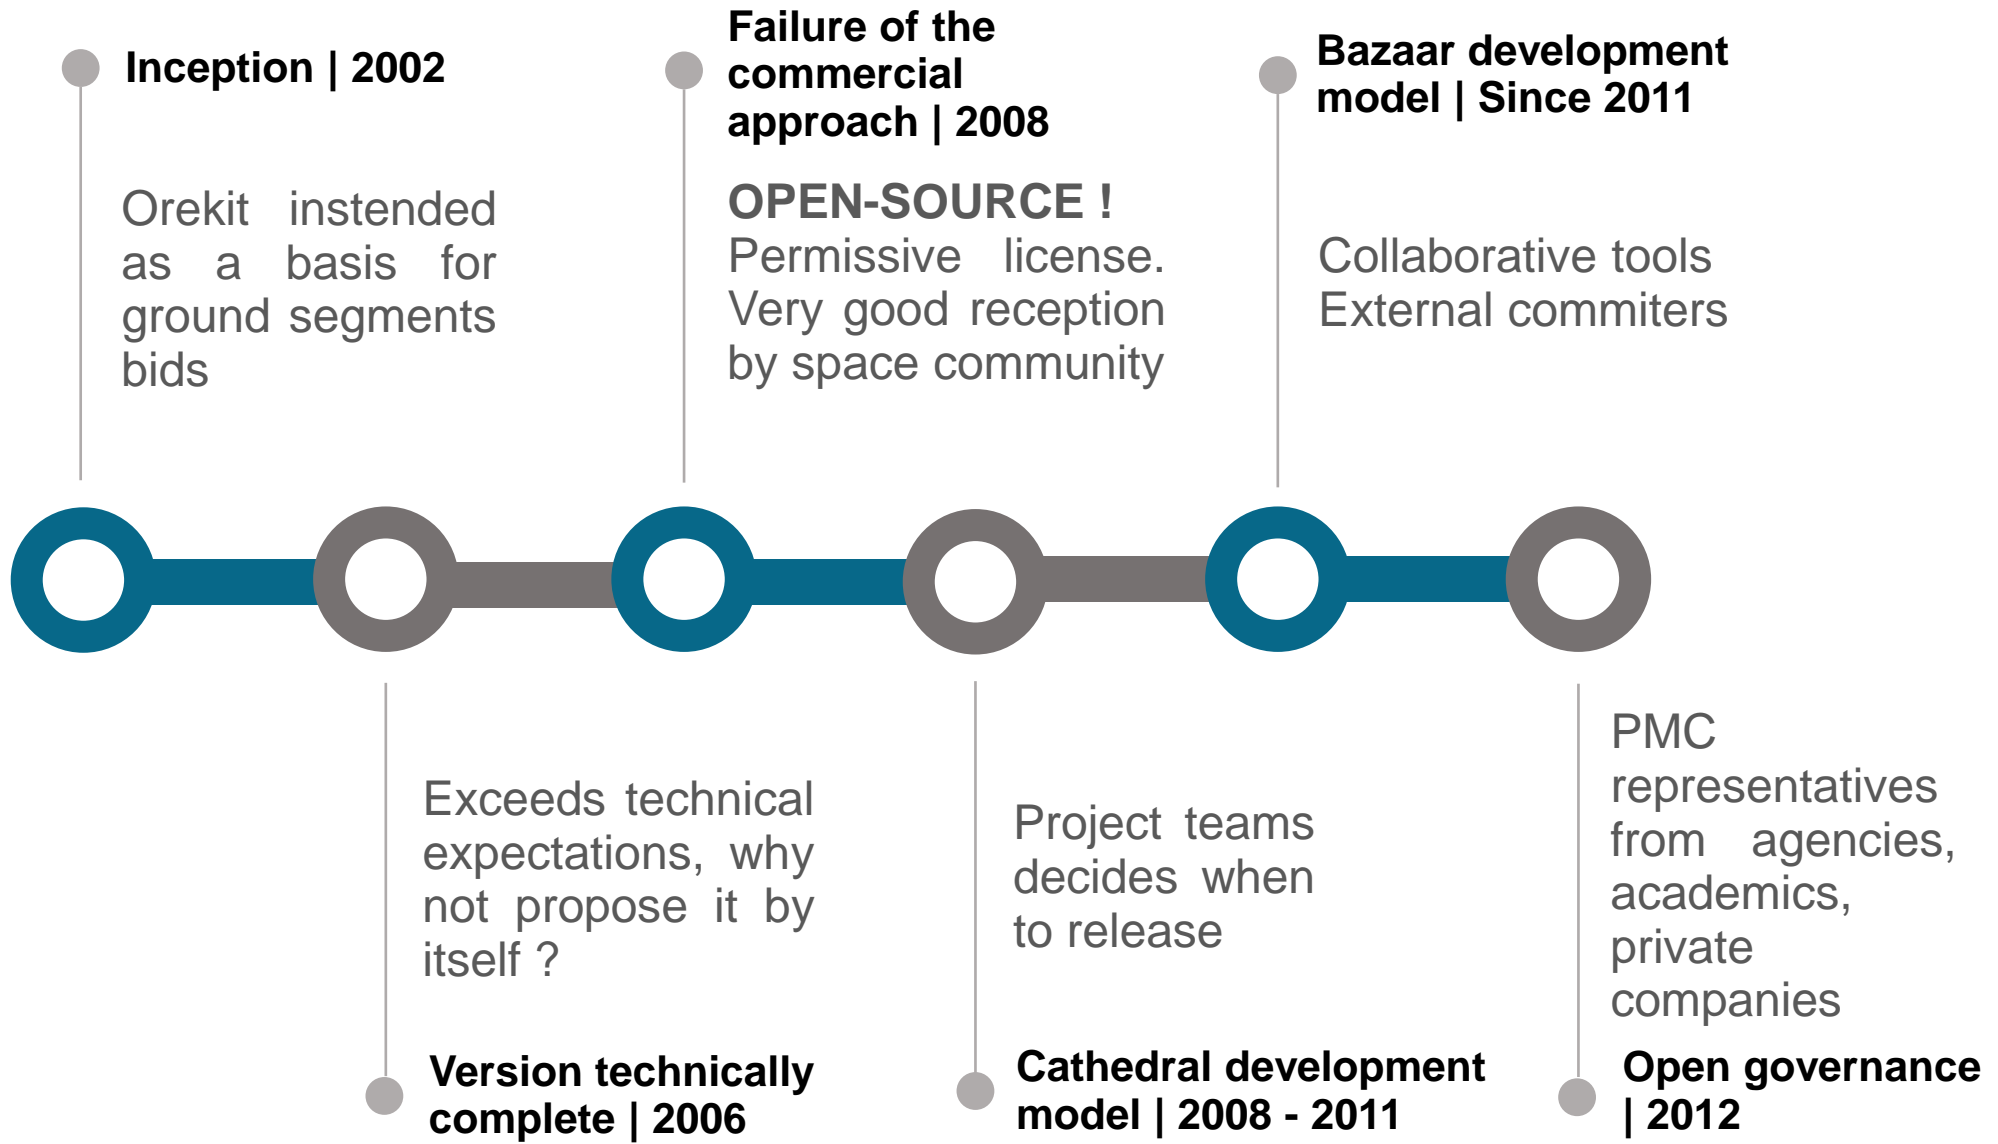 Inception | 2002
Orekit instended
as a basis for
ground segments
bids
Exceeds technical
expectations, why
not propose it by
itself ?
Version technically
complete | 2006
Failure of the
commercial
approach | 2008
OPEN-SOURCE !
Permissive license.
Very good reception
by space community
Project teams
decides when
to release
Cathedral development
model | 2008 - 2011
Bazaar development
model | Since 2011
Collaborative tools
External commiters
PMC
representatives
from agencies,
academics,
private
companies
Open governance
| 2012